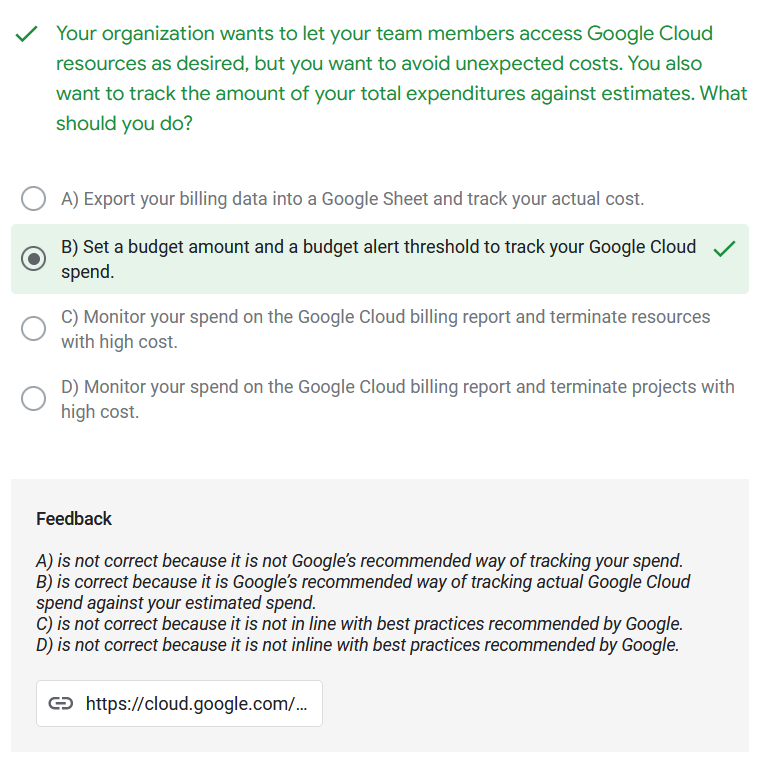 Your organization wants to let your team members access Google Cloud
resources as desired, but you want to avoid unexpected costs. You also
want to track the amount of your total expenditures against estimates. What
should you do?
A) Export your billing data into a Google Sheet and track your actual cost.
B) Set a budget amount and a budget alert threshold to track your Google Cloud
spend.
C) Monitor your spend on the Google Cloud billing report and terminate resources
with high cost.
D) Monitor your spend on the Google Cloud billing report and terminate projects with
high cost.
Feedback
A) is not correct because it is not Google's recommended way of tracking your spend.
B) is correct because it is Google's recommended way of tracking actual Google Cloud
spend against your estimated spend.
C) is not correct because it is not in line with best practices recommended by Google.
D) is not correct because it is not inline with best practices recommended by Google.
https://cloud.google.com/...